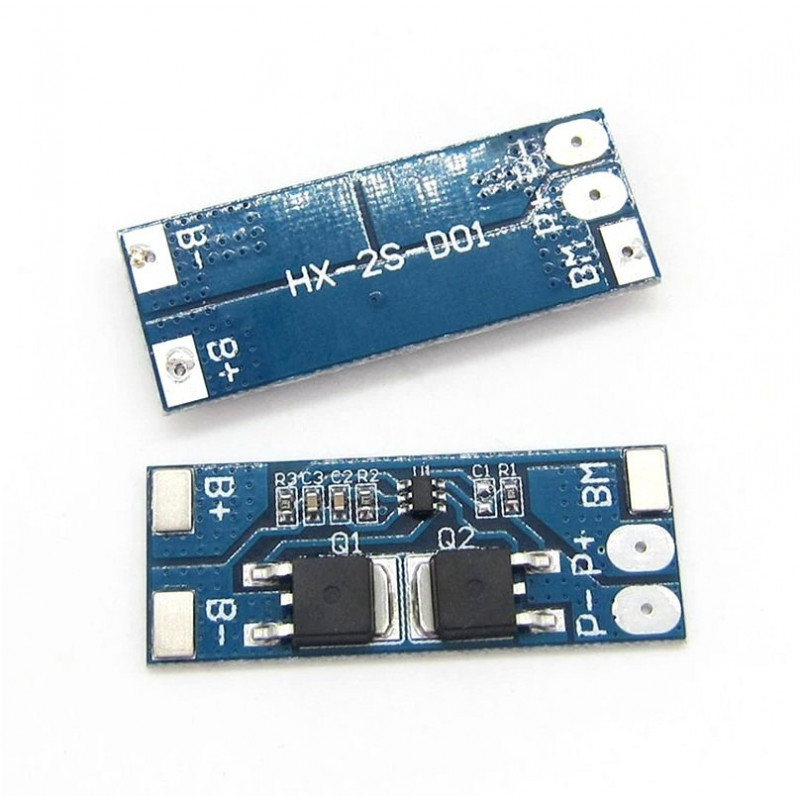 B-
HX-2S-D01
P+
BM
B+
B+
R3
C3
C2
R2
U1
C1
R1
BM
Q1
Q2
P+
B-
P-